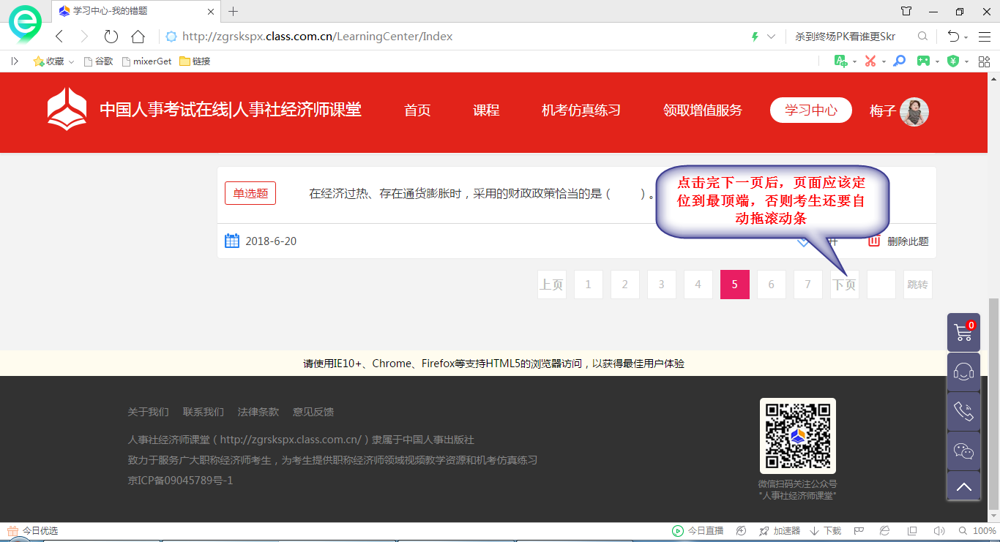 学习中心-我的错题
http://zgrskspx.class.com.cn/LearningCenter/Index
杀到终场PK看谁更Skr
收藏
谷歌
mixerGet
链接
中国人事考试在线|人事社经济师课堂
首页
课程
机考仿真练习
领取增值服务
学习中心
梅子
点击完下一页后，页面应该定
位到最顶端，否则考生还要自
动拖滚动条
单选题
在经济过热、存在通货膨胀时，采用的财政政策恰当的是（ ）。
2018-6-20
开
删除此题
上页 1 2 3 4 5 6 7 下页 跳转
0
请使用IE10+、Chrome、Firefox等支持HTML5的浏览器访问，以获得最佳用户体验
关于我们 联系我们 法律条款 意见反馈
人事社经济师课堂（http://zgrskspx.class.com.cn/）隶属于中国人事出版社
致力于服务广大职称经济师考生，为考生提供职称经济师领域视频教学资源和机考仿真练习
京ICP备09045789号-1
微信扫码关注公众号
"人事社经济师课堂"
今日优选
今日直播
加速器
下载
100%